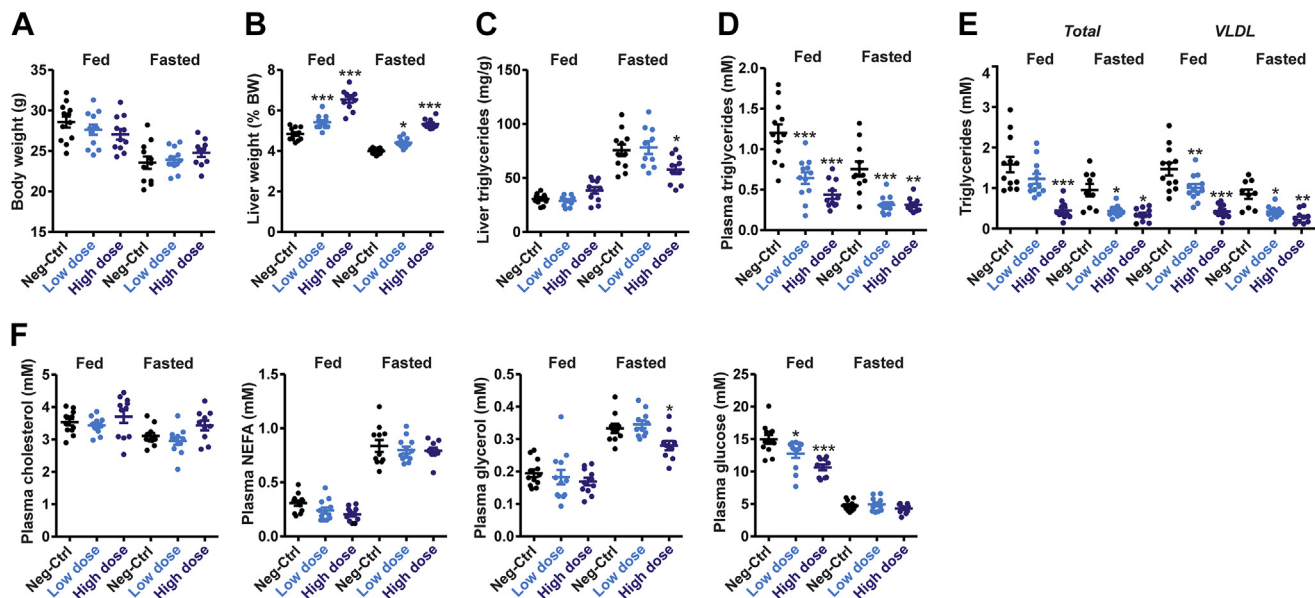 A
Fed Fasted
Body weight (g)
35
30
25
20
15
Neg-Ctrl
Low dose
High dose
Neg-Ctrl
Low dose
High dose
B
Fed Fasted
Liver weight (% BW)
8
6
4
2
0
*** *** * ***
Neg-Ctrl
Low dose
High dose
Neg-Ctrl
Low dose
High dose
C
Fed Fasted
Liver triglycerides (mg/g)
150
100
50
0
*
Neg-Ctrl
Low dose
High dose
Neg-Ctrl
Low dose
High dose
D
Fed Fasted
Plasma triglycerides (mM)
2.0
1.5
1.0
0.5
0.0
*** *** *** **
Neg-Ctrl
Low dose
High dose
Neg-Ctrl
Low dose
High dose
E
Total VLDL
Fed Fasted Fed Fasted
Triglycerides (mM)
4
3
2
1
0
*** * * ** *** * **
Neg-Ctrl
Low dose
High dose
Neg-Ctrl
Low dose
High dose
Neg-Ctrl
Low dose
High dose
Neg-Ctrl
Low dose
High dose
F
Fed Fasted
Plasma cholesterol (mM)
5
4
3
2
1
0
Neg-Ctrl
Low dose
High dose
Neg-Ctrl
Low dose
High dose
Fed Fasted
Plasma NEFA (mM)
1.5
1.0
0.5
0.0
Neg-Ctrl
Low dose
High dose
Neg-Ctrl
Low dose
High dose
Fed Fasted
Plasma glycerol (mM)
0.5
0.4
0.3
0.2
0.1
0.0
*
Neg-Ctrl
Low dose
High dose
Neg-Ctrl
Low dose
High dose
Fed Fasted
Plasma glucose (mM)
25
20
15
10
5
0
* ***
Neg-Ctrl
Low dose
High dose
Neg-Ctrl
Low dose
High dose